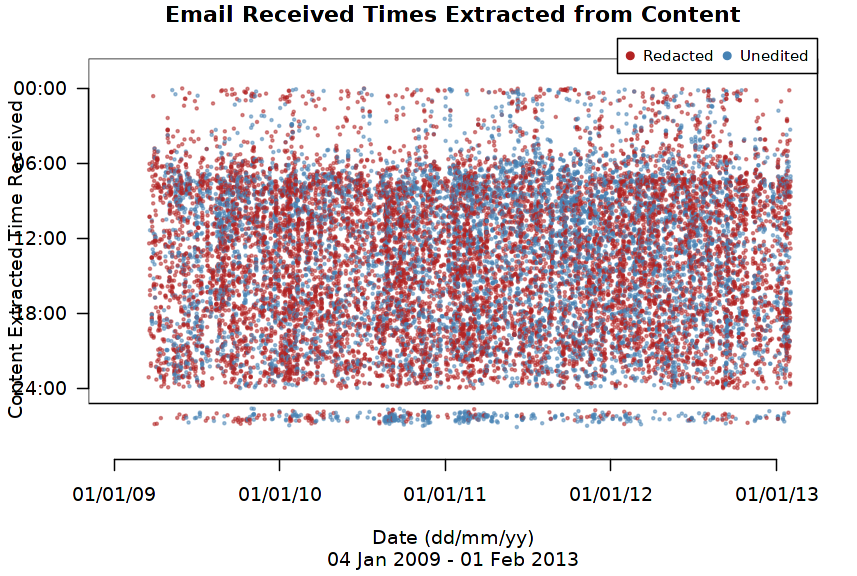 Email Received Times Extracted from Content
Redacted
Unedited
Content Extracted Time Received
00:00
06:00
12:00
18:00
24:00
01/01/09
01/01/10
01/01/11
01/01/12
01/01/13
Date (dd/mm/yy)
04 Jan 2009 - 01 Feb 2013